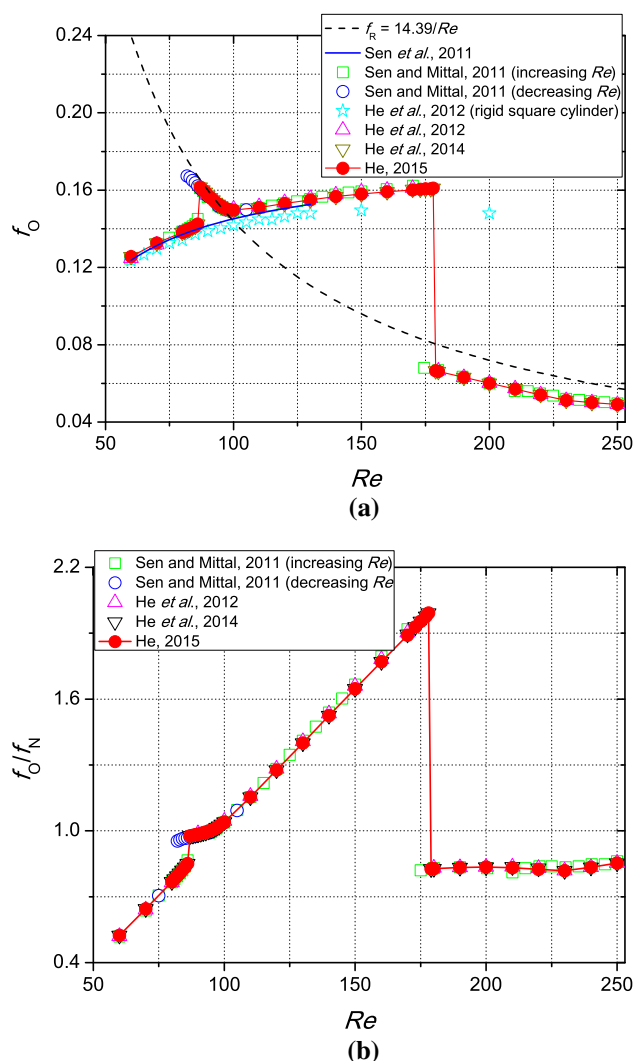 0.24
0.20
0.16
0.12
0.08
0.04
f_O
f_R = 14.39/Re
Sen et al., 2011
Sen and Mittal, 2011 (increasing Re)
Sen and Mittal, 2011 (decreasing Re)
He et al., 2012 (rigid square cylinder)
He et al., 2012
He et al., 2014
He, 2015
50 100 150 200 250
Re
(a)
2.2
1.6
1.0
0.4
f_O/f_N
Sen and Mittal, 2011 (increasing Re)
Sen and Mittal, 2011 (decreasing Re
He et al., 2012
He et al., 2014
He, 2015
50 100 150 200 250
Re
(b)